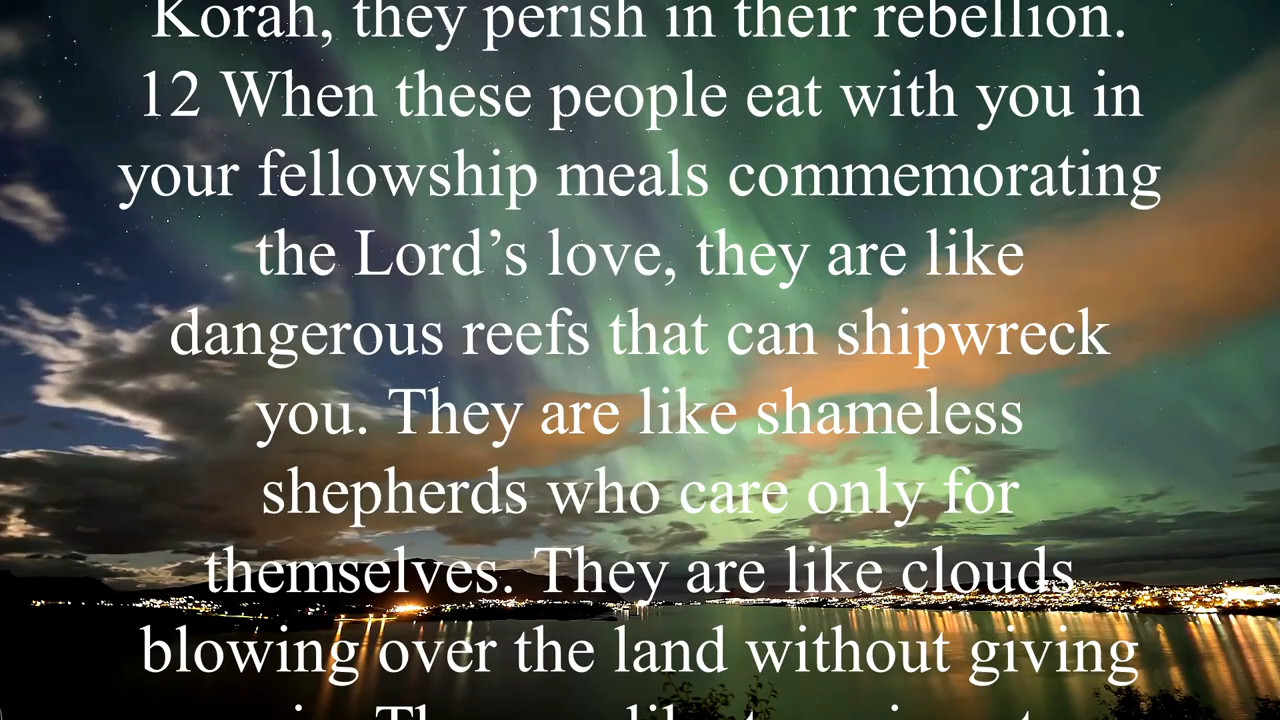 Korah, they perish in their rebellion.
12 When these people eat with you in
your fellowship meals commemorating
the Lord’s love, they are like
dangerous reefs that can shipwreck
you. They are like shameless
shepherds who care only for
themselves. They are like clouds
blowing over the land without giving